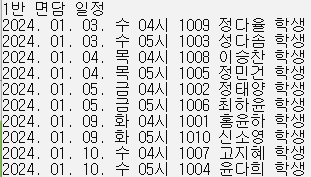 1반 면담 일정
2024. 01. 03. 수 04시 1009 정다율 학생
2024. 01. 03. 수 05시 1003 성다솜 학생
2024. 01. 04. 목 04시 1008 이승찬 학생
2024. 01. 04. 목 05시 1005 정민건 학생
2024. 01. 05. 금 04시 1002 정태양 학생
2024. 01. 05. 금 05시 1006 최하윤 학생
2024. 01. 09. 화 04시 1001 홍윤하 학생
2024. 01. 09. 화 05시 1010 신소영 학생
2024. 01. 10. 수 04시 1007 고지혜 학생
2024. 01. 10. 수 05시 1004 윤다희 학생